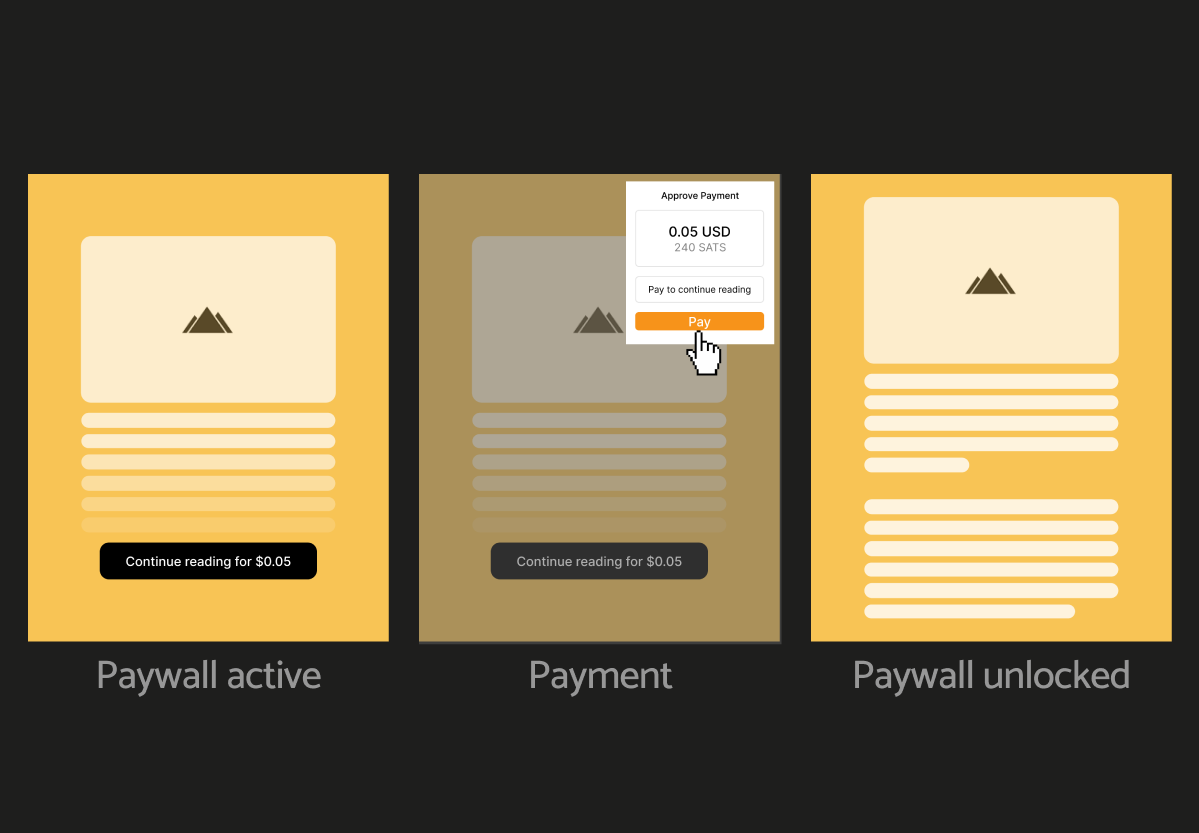 Continue reading for $0.05
Paywall active
Approve Payment
0.05 USD
240 SATS
Pay to continue reading
Pay
Continue reading for $0.05
Payment
Paywall unlocked